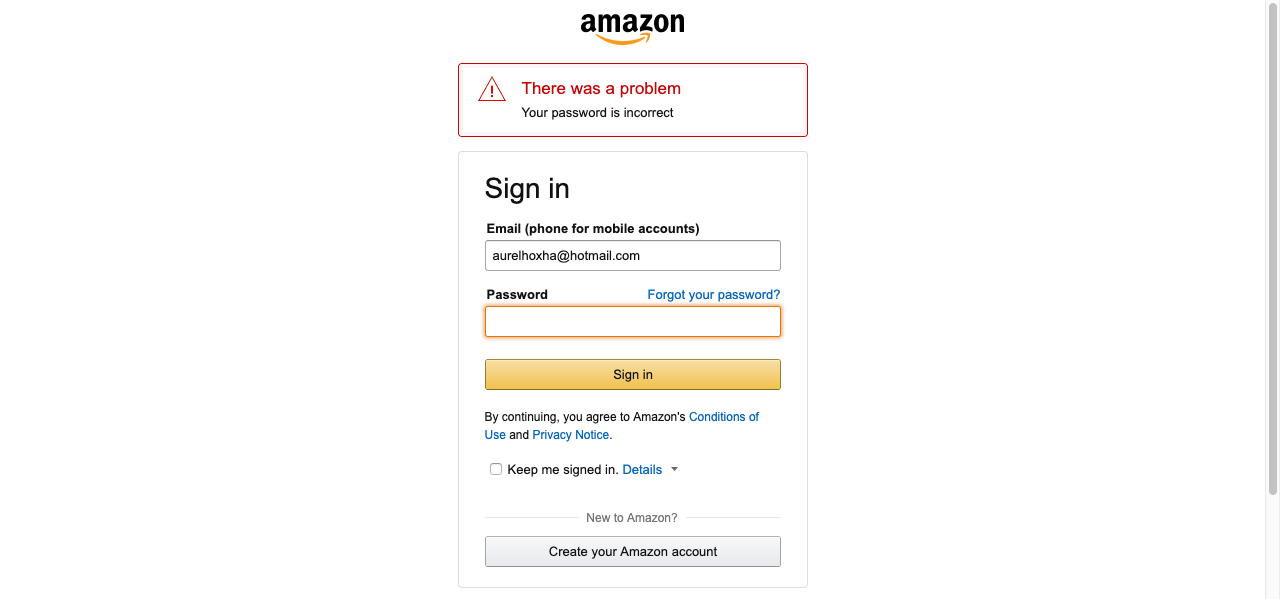 amazon
There was a problem
Your password is incorrect
Sign in
Email (phone for mobile accounts)
aurelhoxha@hotmail.com
Password Forgot your password?
Sign in
By continuing, you agree to Amazon's Conditions of
Use and Privacy Notice.
Keep me signed in. Details
New to Amazon?
Create your Amazon account